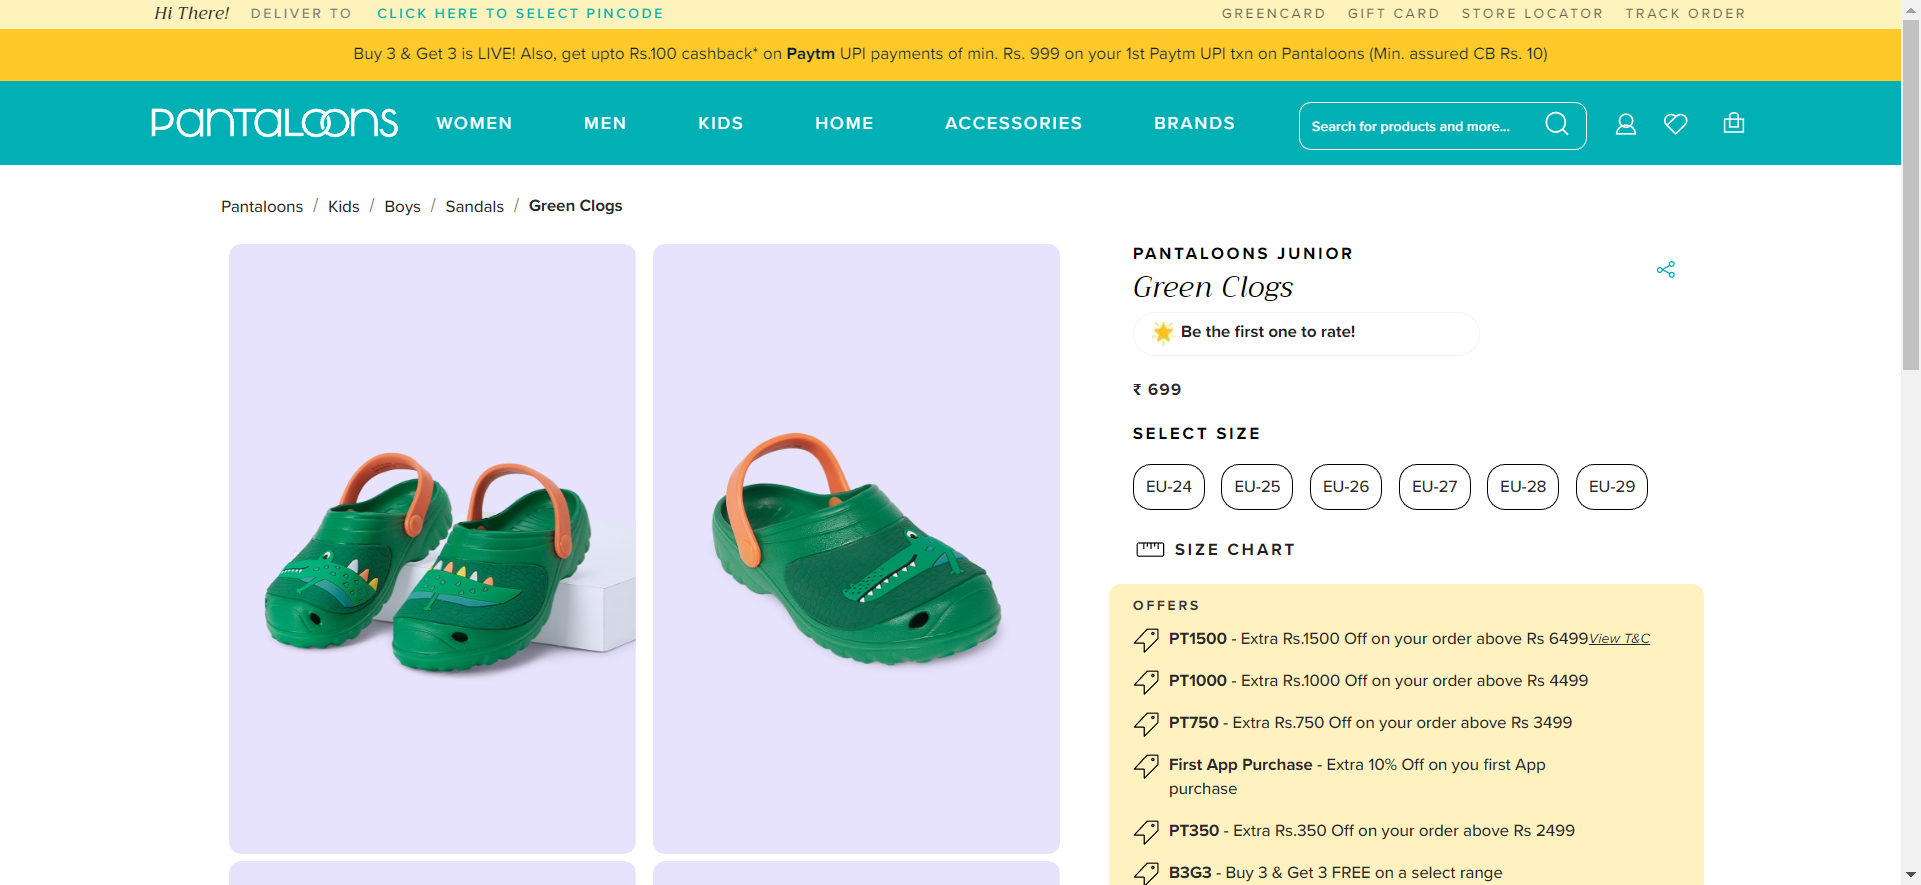 Hi There! DELIVER TO CLICK HERE TO SELECT PINCODE GREENCARD GIFT CARD STORE LOCATOR TRACK ORDER
Buy 3 & Get 3 is LIVE! Also, get upto Rs.100 cashback* on Paytm UPI payments of min. Rs. 999 on your 1st Paytm UPI txn on Pantaloons (Min. assured CB Rs. 10)
PANTALOONS WOMEN MEN KIDS HOME ACCESSORIES BRANDS Search for products and more...
Pantaloons / Kids / Boys / Sandals / Green Clogs
PANTALOONS JUNIOR
Green Clogs
Be the first one to rate!
₹ 699
SELECT SIZE
EU-24 EU-25 EU-26 EU-27 EU-28 EU-29
SIZE CHART
OFFERS
PT1500 - Extra Rs.1500 Off on your order above Rs 6499View T&C
PT1000 - Extra Rs.1000 Off on your order above Rs 4499
PT750 - Extra Rs.750 Off on your order above Rs 3499
First App Purchase - Extra 10% Off on you first App
purchase
PT350 - Extra Rs.350 Off on your order above Rs 2499
B3G3 - Buy 3 & Get 3 FREE on a select range